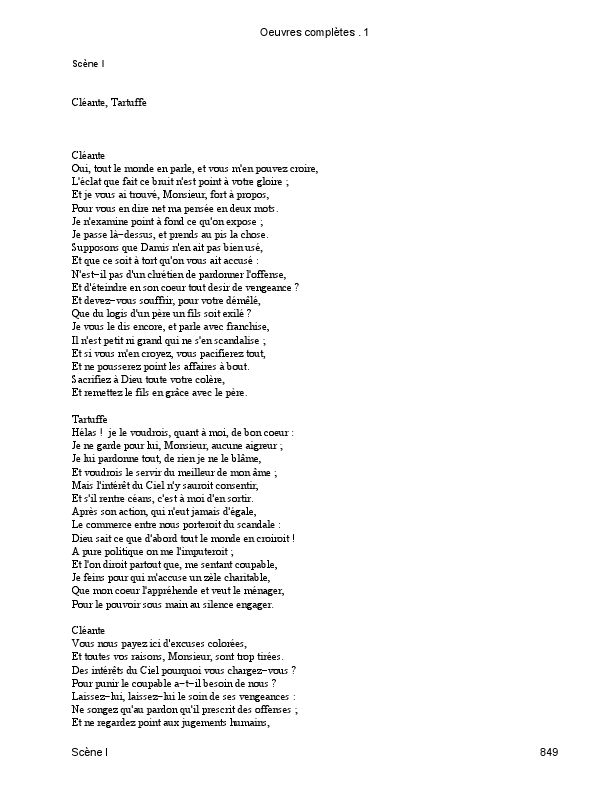 Oeuvres complètes . 1
Scène I
Cléante, Tartuffe
Cléante
Oui, tout le monde en parle, et vous m'en pouvez croire,
L'éclat que fait ce bruit n'est point à votre gloire ;
Et je vous ai trouvé, Monsieur, fort à propos,
Pour vous en dire net ma pensée en deux mots.
Je n'examine point à fond ce qu'on expose ;
Je passe là-dessus, et prends au pis la chose.
Supposons que Damis n'en ait pas bien usé,
Et que ce soit à tort qu'on vous ait accusé :
N'est-il pas d'un chrétien de pardonner l'offense,
Et d'éteindre en son coeur tout desir de vengeance ?
Et devez-vous souffrir, pour votre démêlé,
Que du logis d'un père un fils soit exilé ?
Je vous le dis encore, et parle avec franchise,
Il n'est petit ni grand qui ne s'en scandalise ;
Et si vous m'en croyez, vous pacifierez tout,
Et ne pousserez point les affaires à bout.
Sacrifiez à Dieu toute votre colère,
Et remettez le fils en grâce avec le père.
Tartuffe
Hélas !  je le voudrois, quant à moi, de bon coeur :
Je ne garde pour lui, Monsieur, aucune aigreur ;
Je lui pardonne tout, de rien je ne le blâme,
Et voudrois le servir du meilleur de mon âme ;
Mais l'intérêt du Ciel n'y sauroit consentir,
Et s'il rentre céans, c'est à moi d'en sortir.
Après son action, qui n'eut jamais d'égale,
Le commerce entre nous porteroit du scandale :
Dieu sait ce que d'abord tout le monde en croiroit !
A pure politique on me l'imputeroit ;
Et l'on diroit partout que, me sentant coupable,
Je feins pour qui m'accuse un zèle charitable,
Que mon coeur l'appréhende et veut le ménager,
Pour le pouvoir sous main au silence engager.
Cléante
Vous nous payez ici d'excuses colorées,
Et toutes vos raisons, Monsieur, sont trop tirées.
Des intérêts du Ciel pourquoi vous chargez-vous ?
Pour punir le coupable a-t-il besoin de nous ?
Laissez-lui, laissez-lui le soin de ses vengeances :
Ne songez qu'au pardon qu'il prescrit des offenses ;
Et ne regardez point aux jugements humains,
Scène I
849